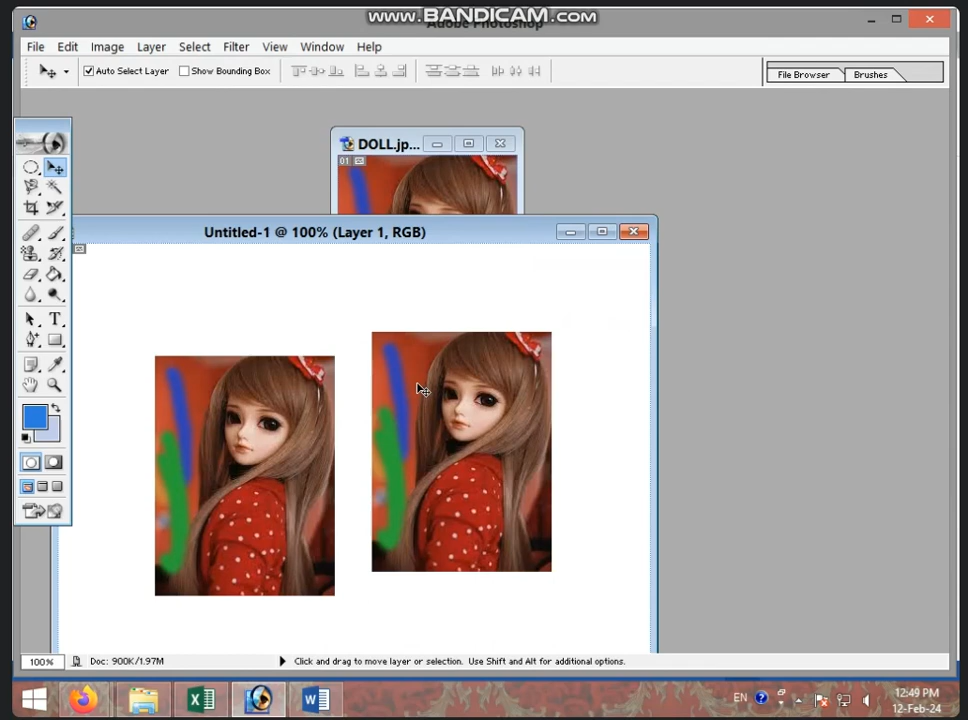 WWW.BANDICAM.COM
Adobe Photoshop
File Edit Image Layer Select Filter View Window Help
Auto Select Layer Show Bounding Box File Browser Brushes
DOLL.jp...
01
Untitled-1 @ 100% (Layer 1, RGB)
T
100% Doc: 900K/1.97M Click and drag to move layer or selection. Use Shift and Alt for additional options.
EN 12:49 PM
12-Feb-24